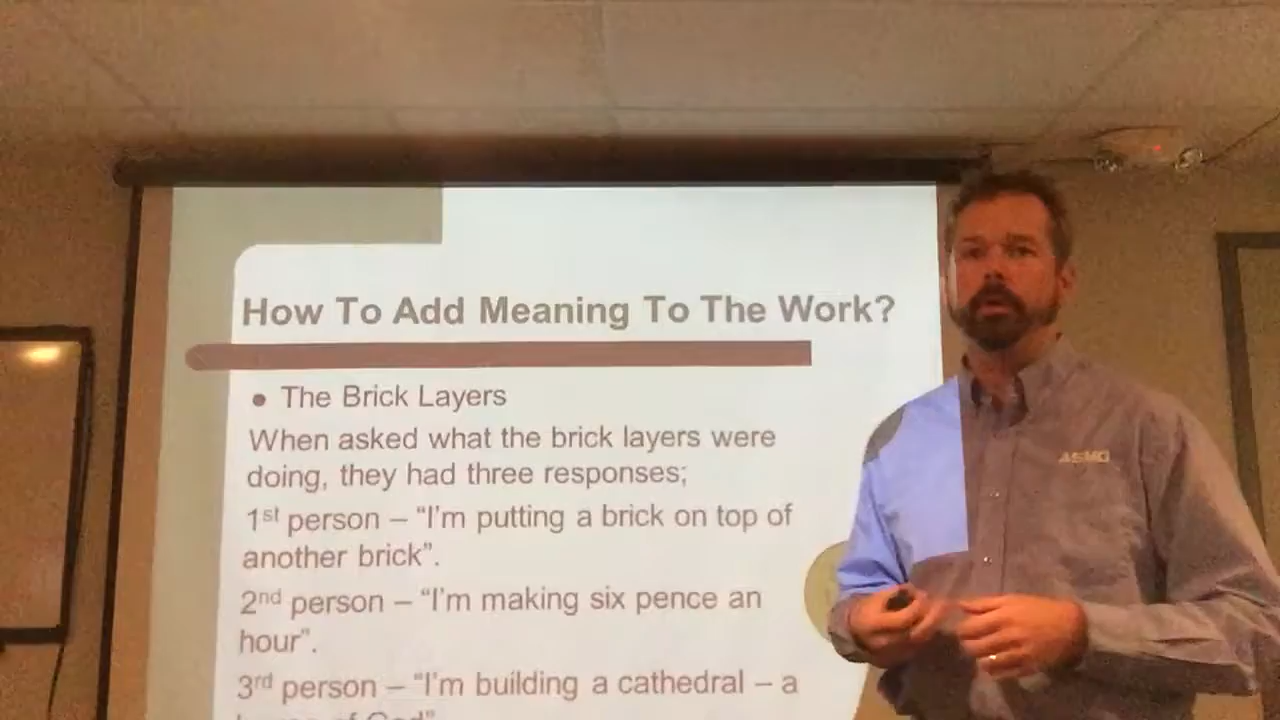 How To Add Meaning To The Work?
● The Brick Layers
When asked what the brick layers were
doing, they had three responses;
1st person – “I'm putting a brick on top of
another brick”.
2nd person – “I'm making six pence an
hour”.
3rd person – “I'm building a cathedral – a
of God”